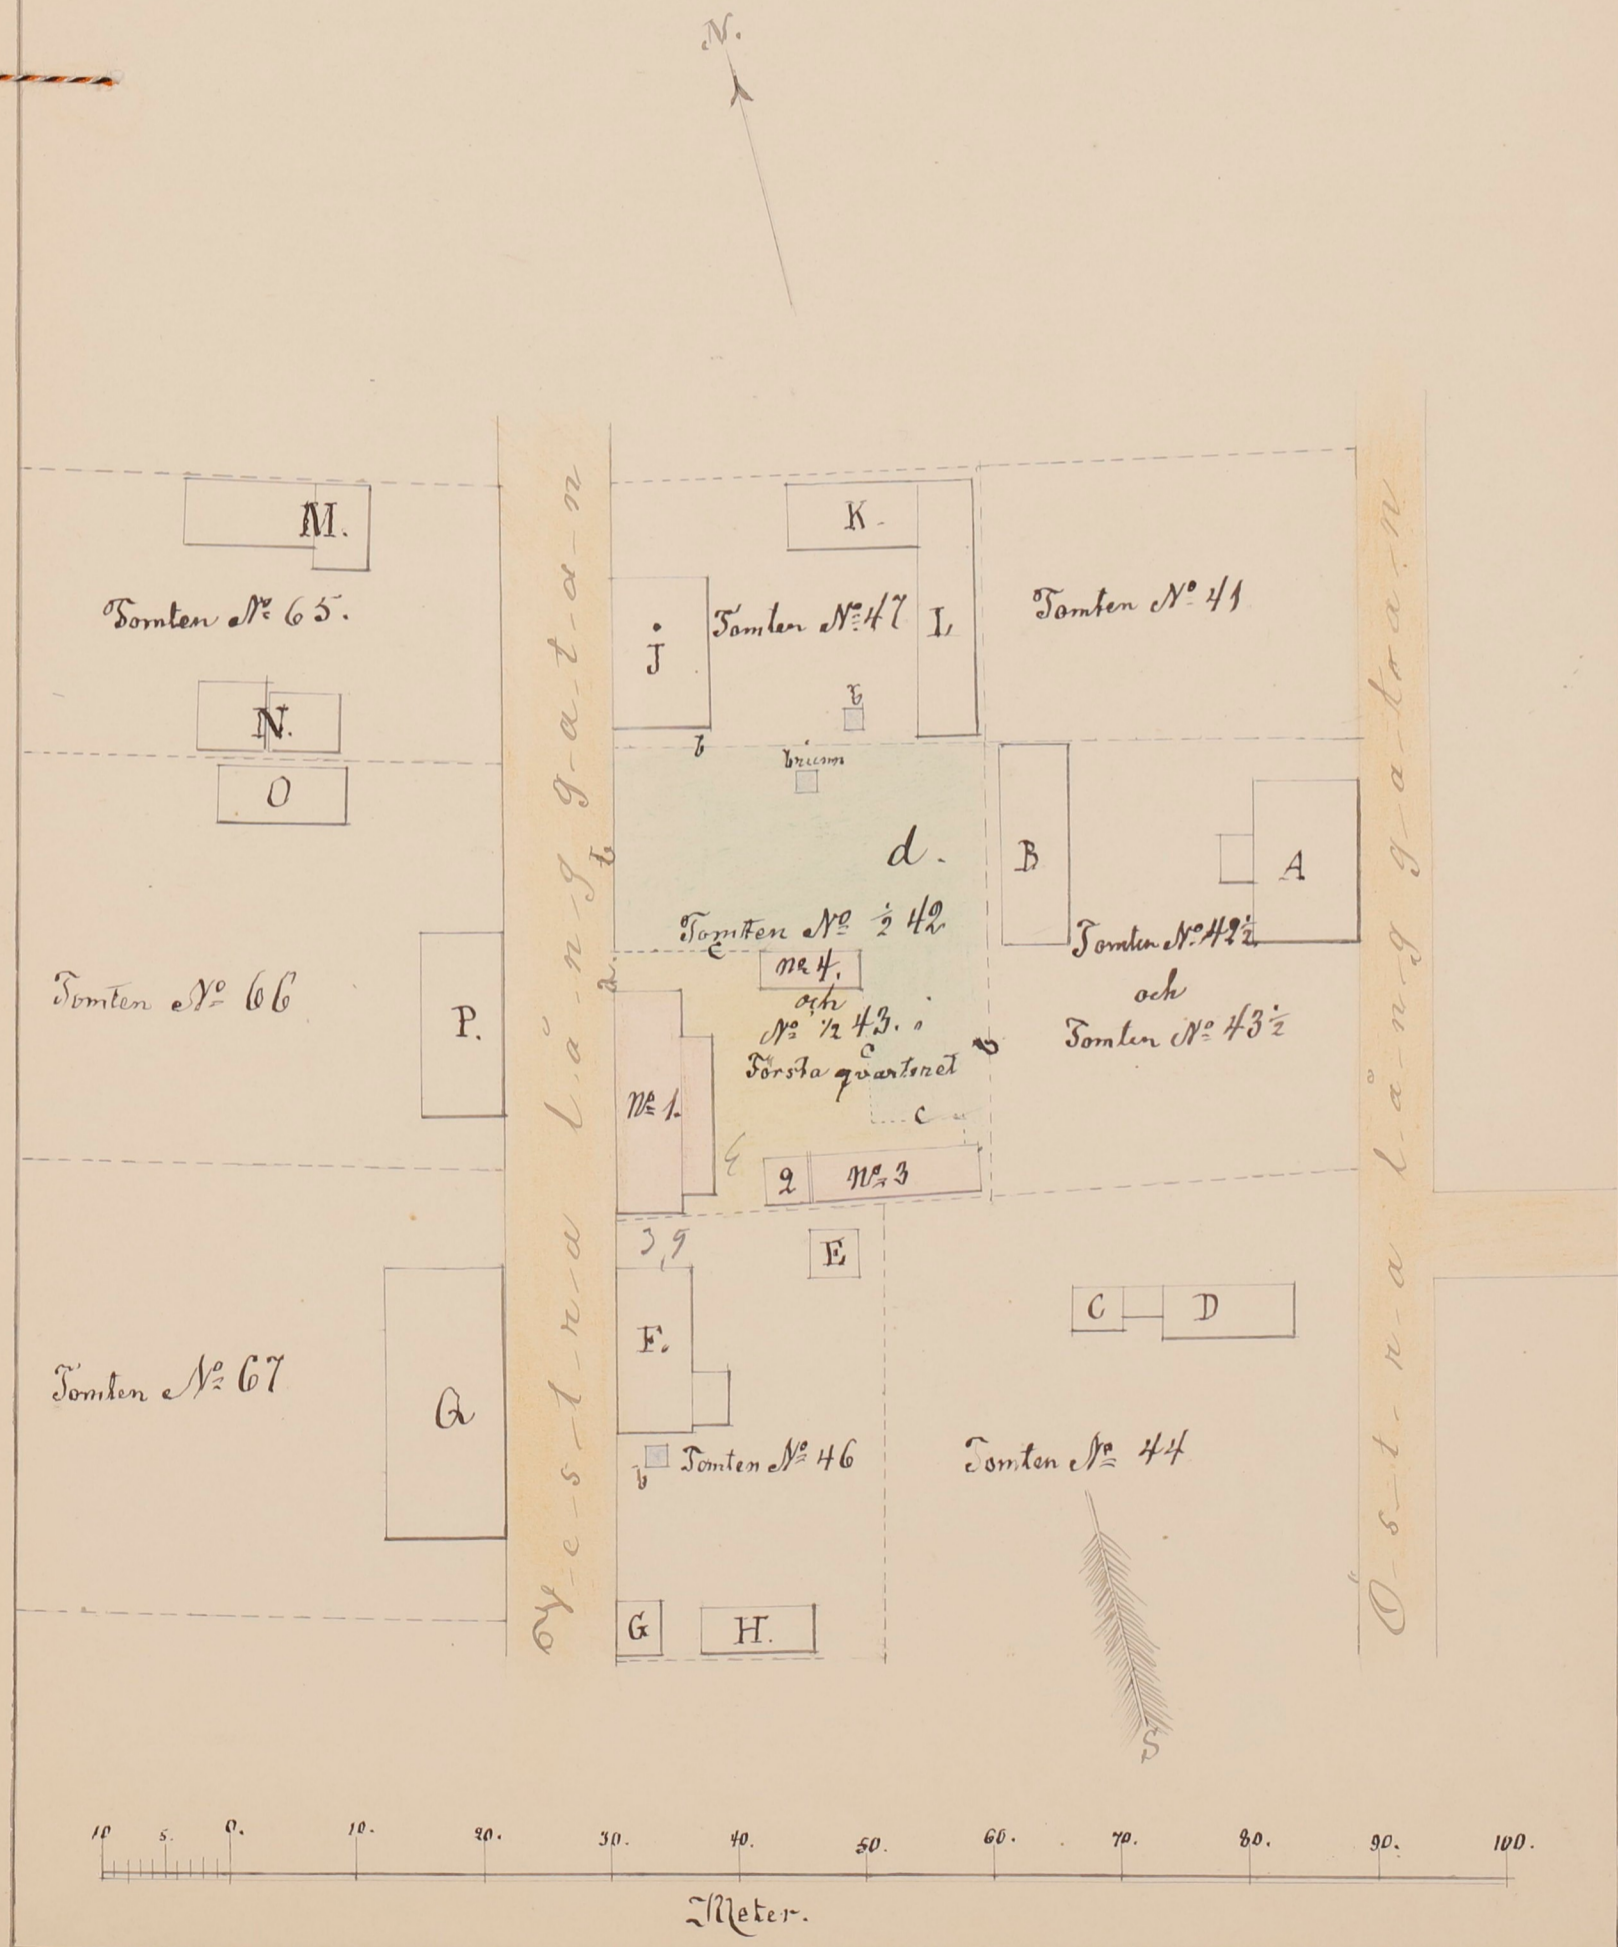 N.
M.
K.
Tomten No 65.
j
Tomten No 47
L
Tomten No 41
N.
b
b
brunn
O
d.
B
A
b
Tomten No ½ 42
c
Tomten No 42½
a.
No 4.
och
Tomten No 66
P.
och
No ½ 43.
Tomten No 43½
b
c
Första qvarteret
No 1.
c
2
No 3
3,9
E
C
D
F.
Tomten No 67
Q
b
Tomten No 46
Tomten No 44
G
H.
Vestra långgatan
Östra långgatan
S
10 5. 0. 10. 20. 30. 40. 50. 60. 70. 80. 90. 100.
Meter.